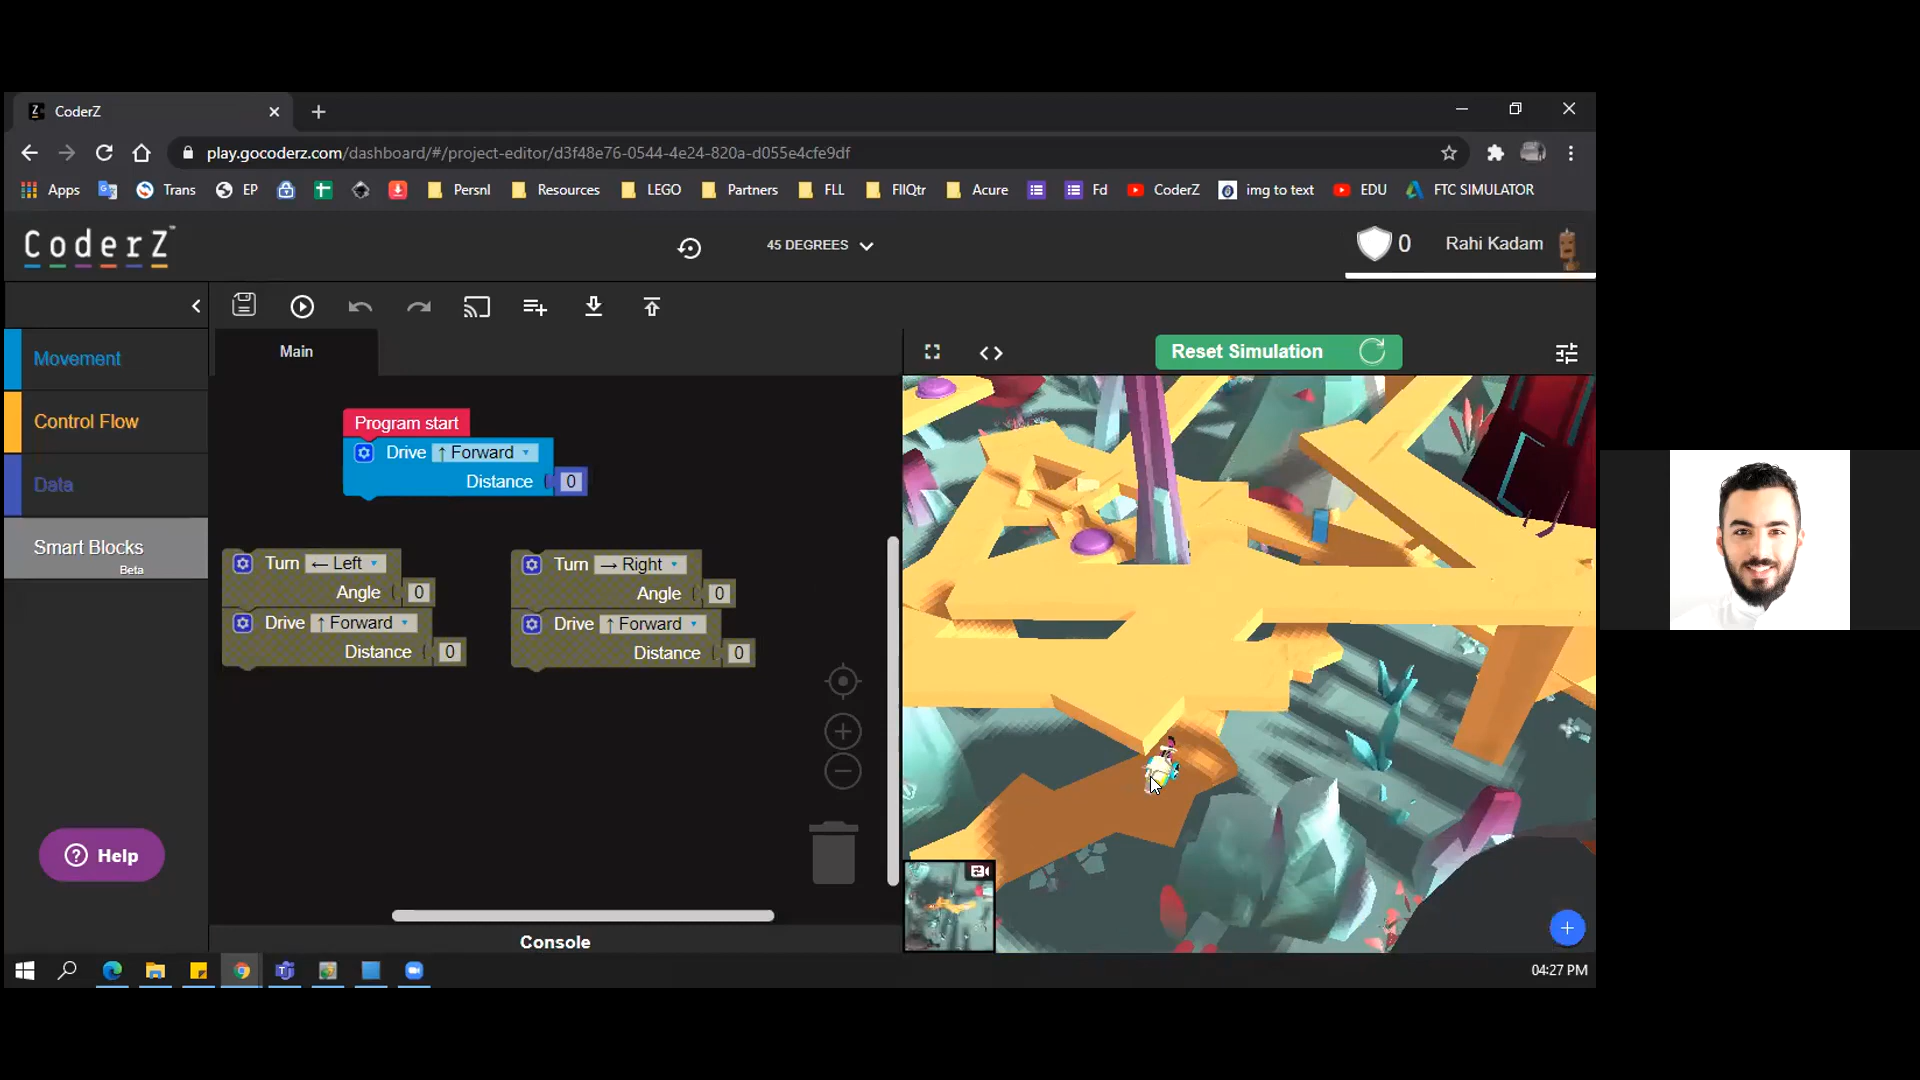 CoderZ
play.gocoderz.com/dashboard/#/project-editor/d3f48e76-0544-4e24-820a-d055e4cfe9df
Apps Trans EP Persnl Resources LEGO Partners FLL FllQtr Acure Fd CoderZ img to text EDU FTC SIMULATOR
CoderZ™ 45 DEGREES 0 Rahi Kadam
Movement
Control Flow
Data
Smart Blocks
Beta
Help
Main
Reset Simulation
Program start
Drive ↑ Forward
Distance 0
Turn ← Left
Angle 0
Drive ↑ Forward
Distance 0
Turn → Right
Angle 0
Drive ↑ Forward
Distance 0
Console
04:27 PM